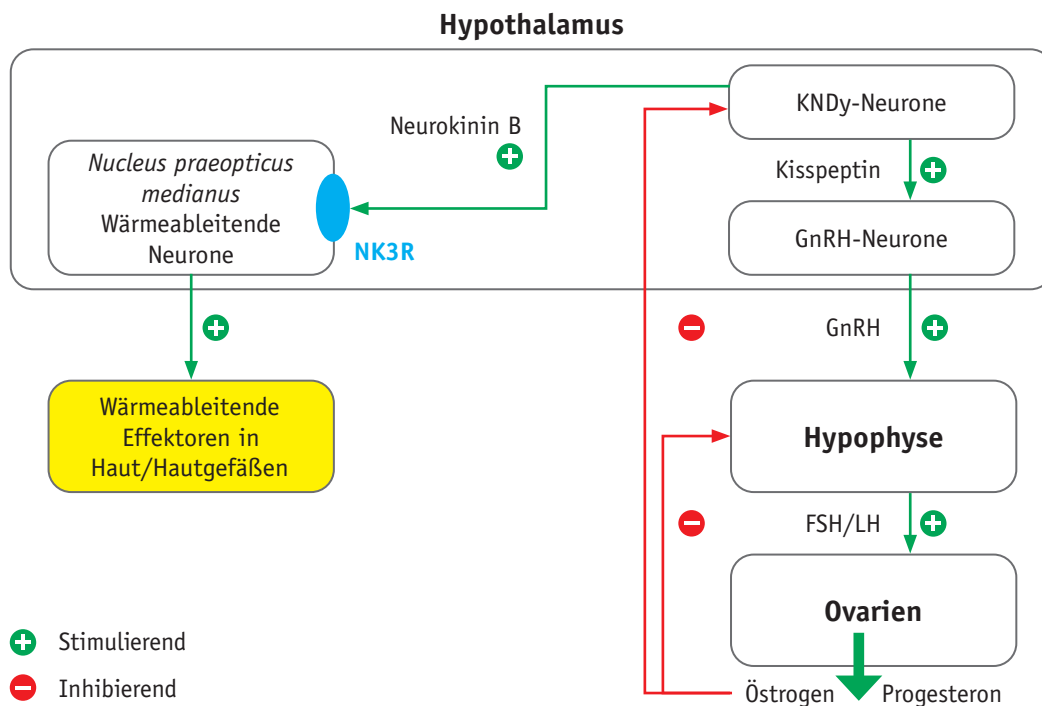 Hypothalamus
KNDy-Neurone
Neurokinin B
Nucleus praeopticus
medianus
Wärmeableitende
Neurone
NK3R
Kisspeptin
GnRH-Neurone
GnRH
Wärmeableitende
Effektoren in
Haut/Hautgefäßen
Hypophyse
FSH/LH
Ovarien
Östrogen
Progesteron
Stimulierend
Inhibierend